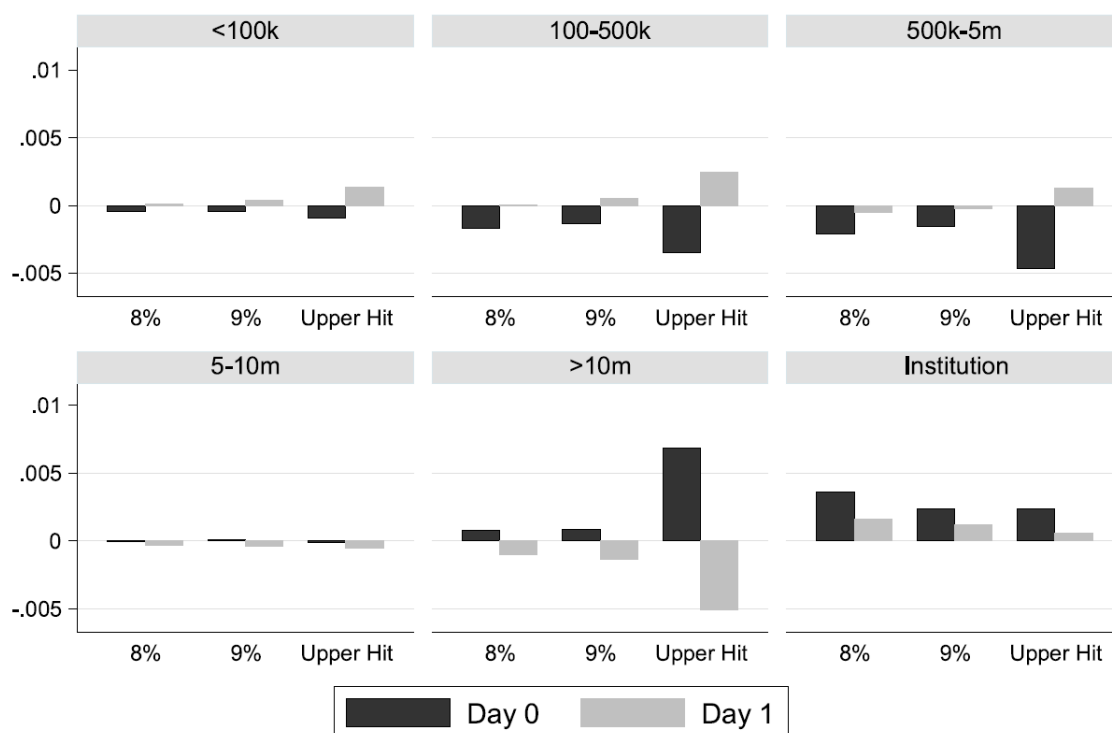 <100k 100-500k 500k-5m
.01
.005
0
-.005
8% 9% Upper Hit 8% 9% Upper Hit 8% 9% Upper Hit
5-10m >10m Institution
.01
.005
0
-.005
8% 9% Upper Hit 8% 9% Upper Hit 8% 9% Upper Hit
Day 0 Day 1